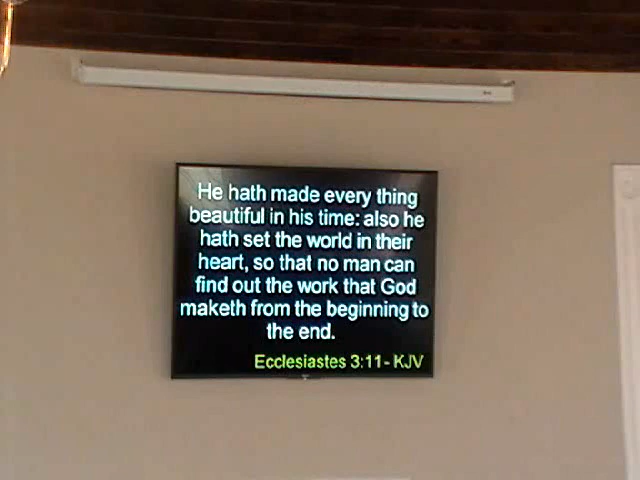 He hath made every thing
beautiful in his time: also he
hath set the world in their
heart, so that no man can
find out the work that God
maketh from the beginning to
the end.
Ecclesiastes 3:11- KJV